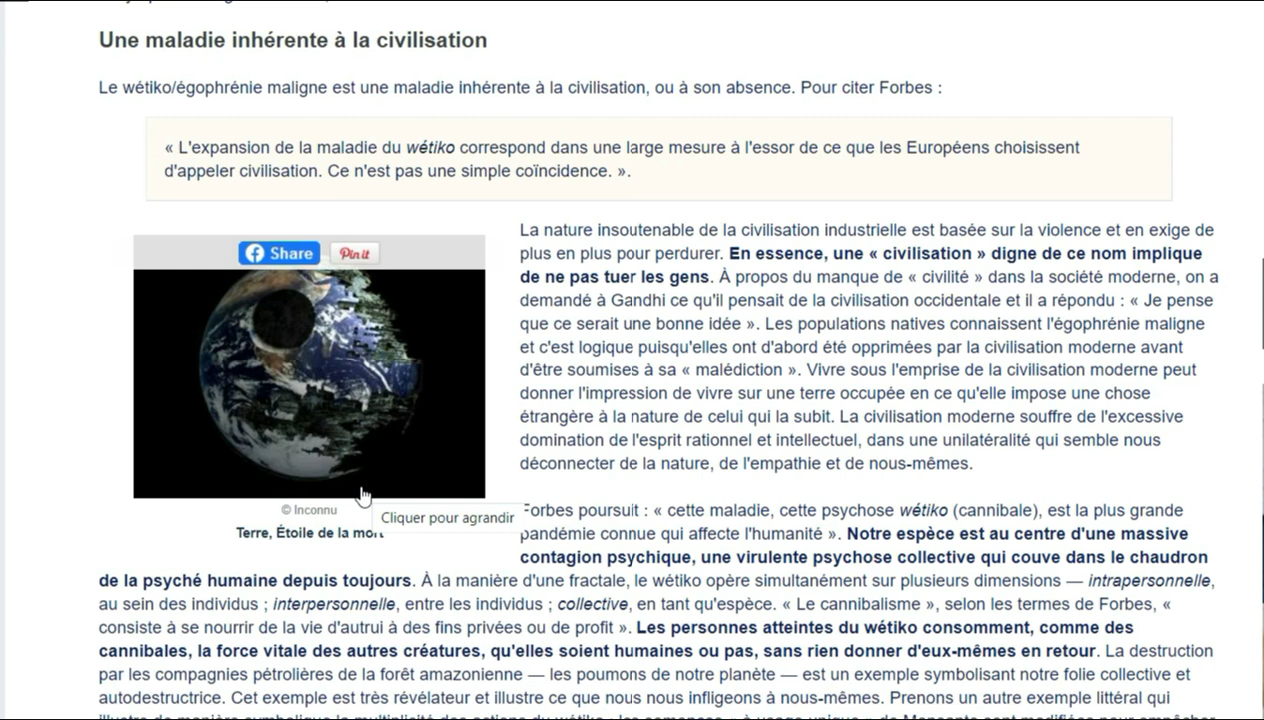 Une maladie inhérente à la civilisation
Le wétiko/égophrénie maligne est une maladie inhérente à la civilisation, ou à son absence. Pour citer Forbes :
« L'expansion de la maladie du wétiko correspond dans une large mesure à l'essor de ce que les Européens choisissent
d'appeler civilisation. Ce n'est pas une simple coïncidence. ».
Share
Pin it
© Inconnu
Terre, Étoile de la mort
Cliquer pour agrandir
La nature insoutenable de la civilisation industrielle est basée sur la violence et en exige de
plus en plus pour perdurer. En essence, une « civilisation » digne de ce nom implique
de ne pas tuer les gens. À propos du manque de « civilité » dans la société moderne, on a
demandé à Gandhi ce qu'il pensait de la civilisation occidentale et il a répondu : « Je pense
que ce serait une bonne idée ». Les populations natives connaissent l'égophrénie maligne
et c'est logique puisqu'elles ont d'abord été opprimées par la civilisation moderne avant
d'être soumises à sa « malédiction ». Vivre sous l'emprise de la civilisation moderne peut
donner l'impression de vivre sur une terre occupée en ce qu'elle impose une chose
étrangère à la nature de celui qui la subit. La civilisation moderne souffre de l'excessive
domination de l'esprit rationnel et intellectuel, dans une unilatéralité qui semble nous
déconnecter de la nature, de l'empathie et de nous-mêmes.
Forbes poursuit : « cette maladie, cette psychose wétiko (cannibale), est la plus grande
pandémie connue qui affecte l'humanité ». Notre espèce est au centre d'une massive
contagion psychique, une virulente psychose collective qui couve dans le chaudron
de la psyché humaine depuis toujours. À la manière d'une fractale, le wétiko opère simultanément sur plusieurs dimensions — intrapersonnelle,
au sein des individus ; interpersonnelle, entre les individus ; collective, en tant qu'espèce. « Le cannibalisme », selon les termes de Forbes, «
consiste à se nourrir de la vie d'autrui à des fins privées ou de profit ». Les personnes atteintes du wétiko consomment, comme des
cannibales, la force vitale des autres créatures, qu'elles soient humaines ou pas, sans rien donner d'eux-mêmes en retour. La destruction
par les compagnies pétrolières de la forêt amazonienne — les poumons de notre planète — est un exemple symbolisant notre folie collective et
autodestructrice. Cet exemple est très révélateur et illustre ce que nous nous infligeons à nous-mêmes. Prenons un autre exemple littéral qui